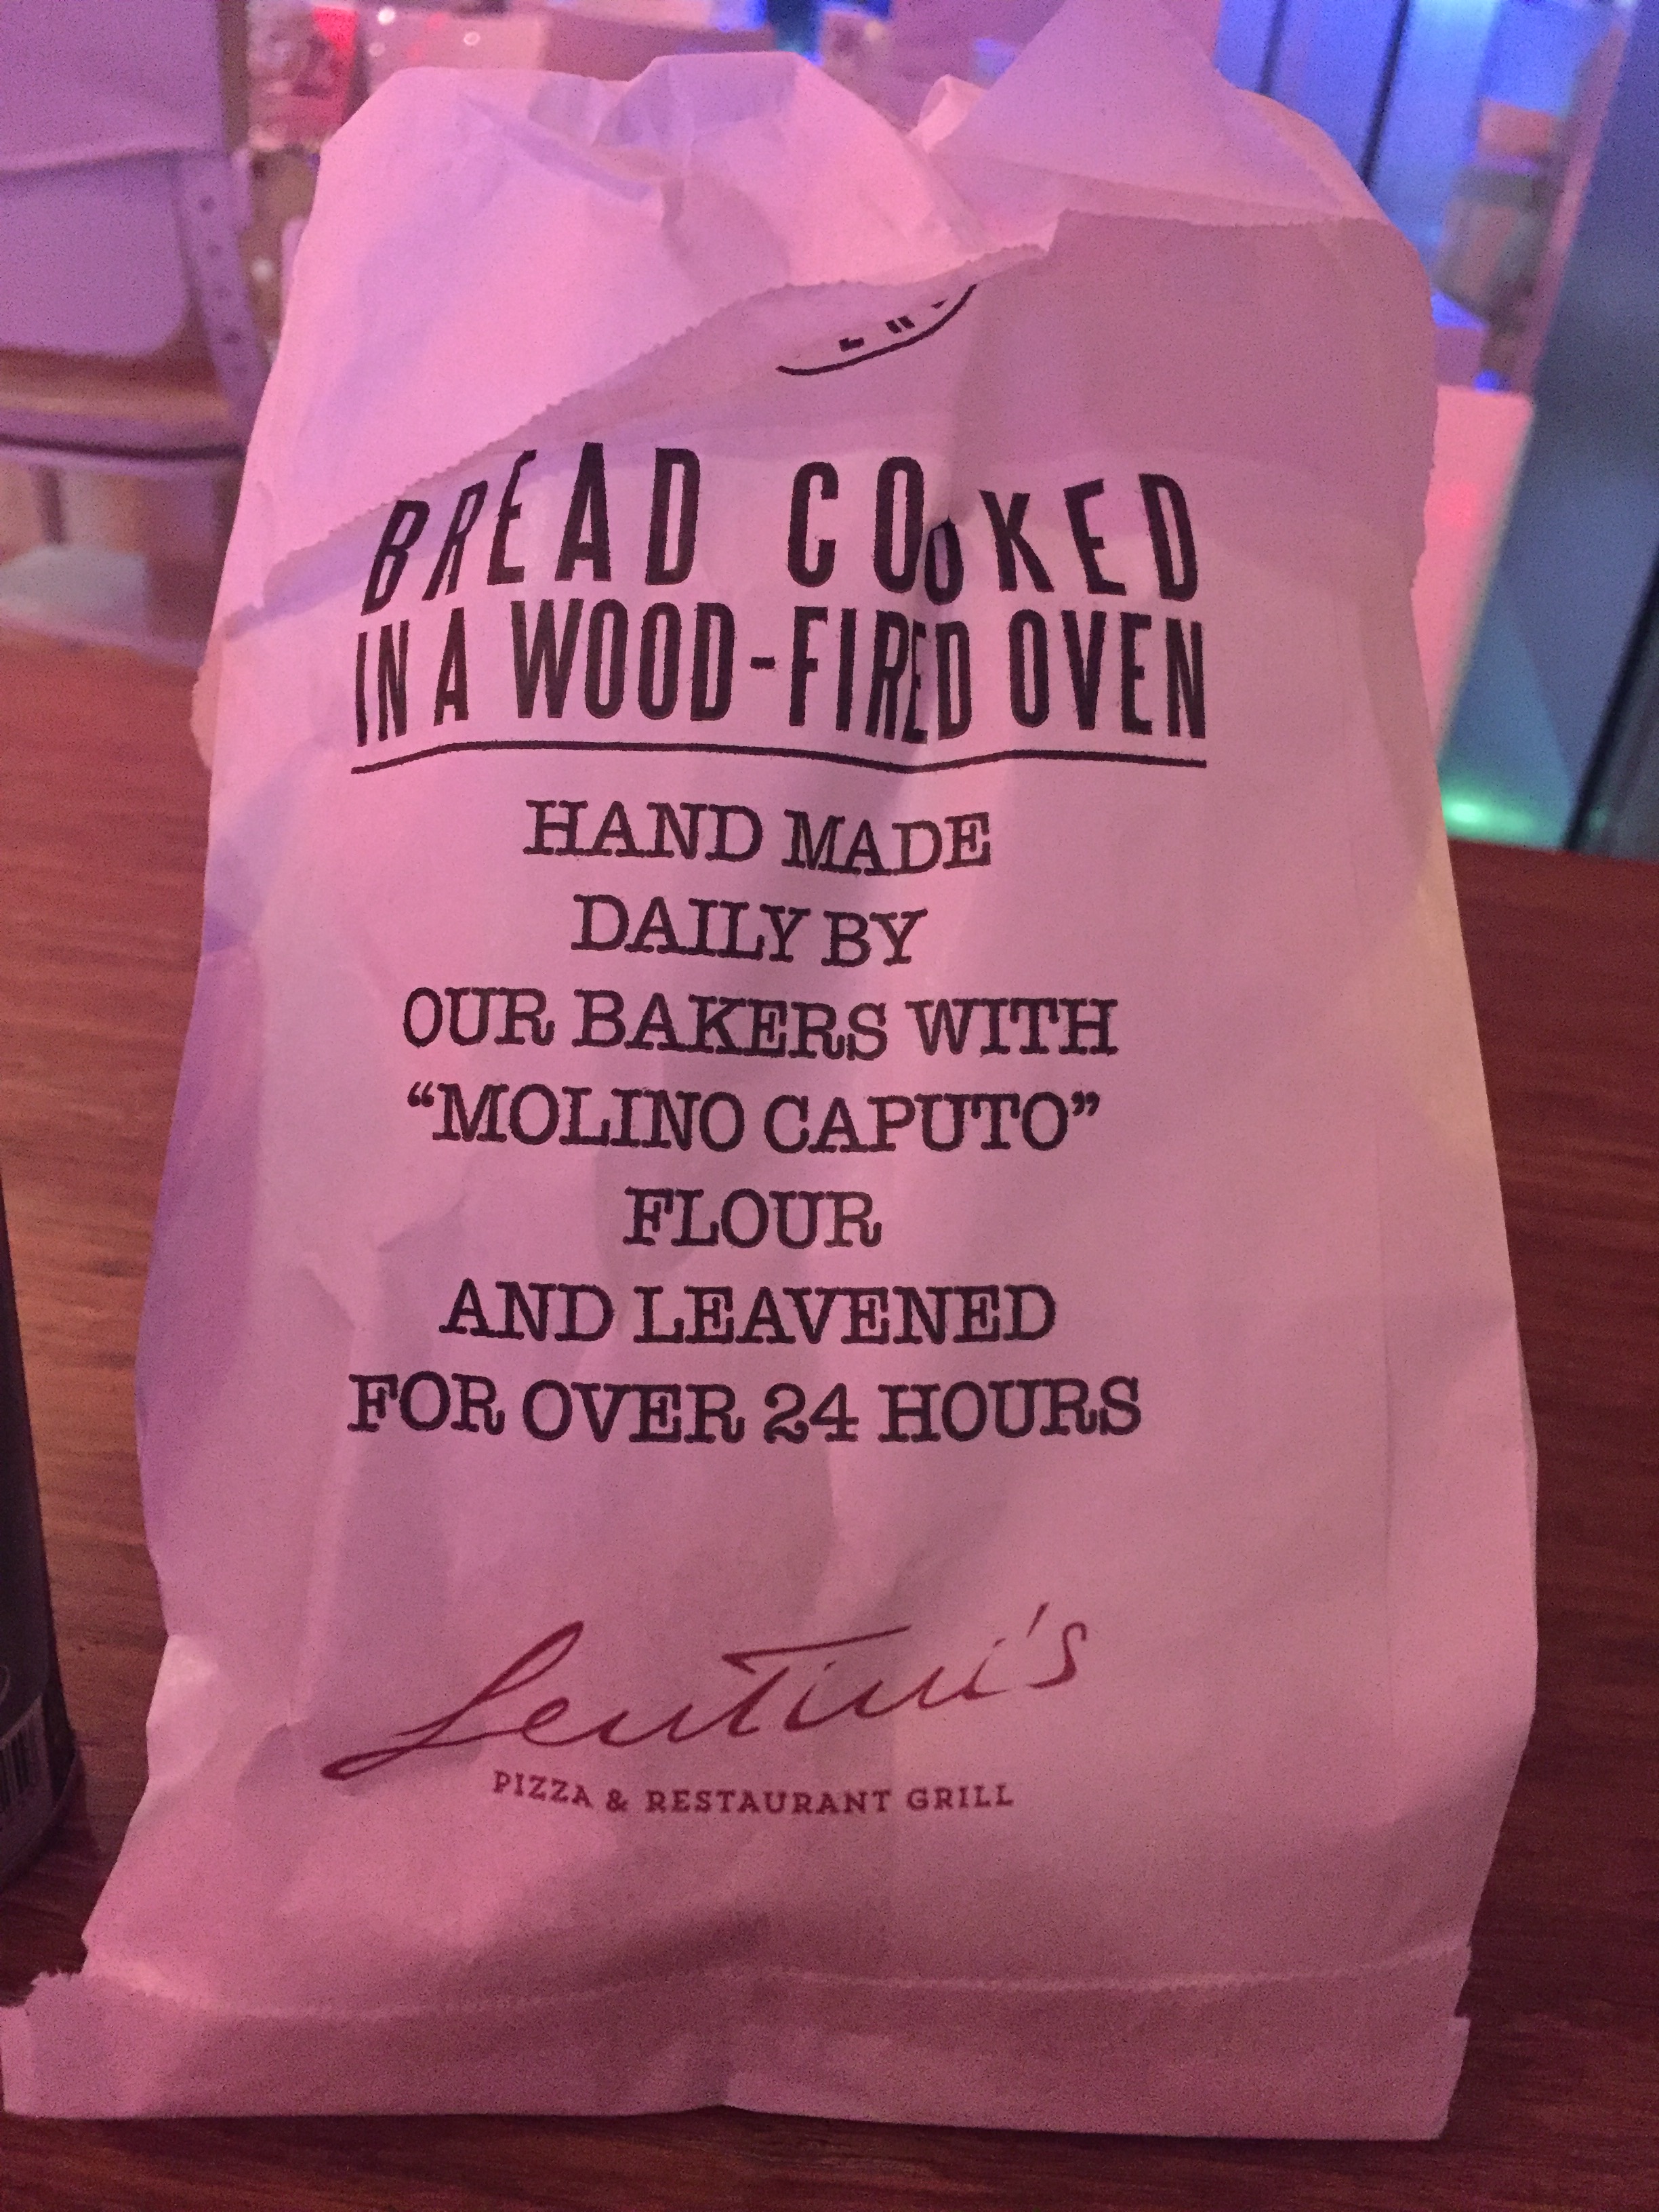 BREAD COOKED
IN A WOOD-FIRED OVEN
HAND MADE
DAILY BY
OUR BAKERS WITH
“MOLINO CAPUTO”
FLOUR
AND LEAVENED
FOR OVER 24 HOURS
Lentini's
PIZZA & RESTAURANT GRILL